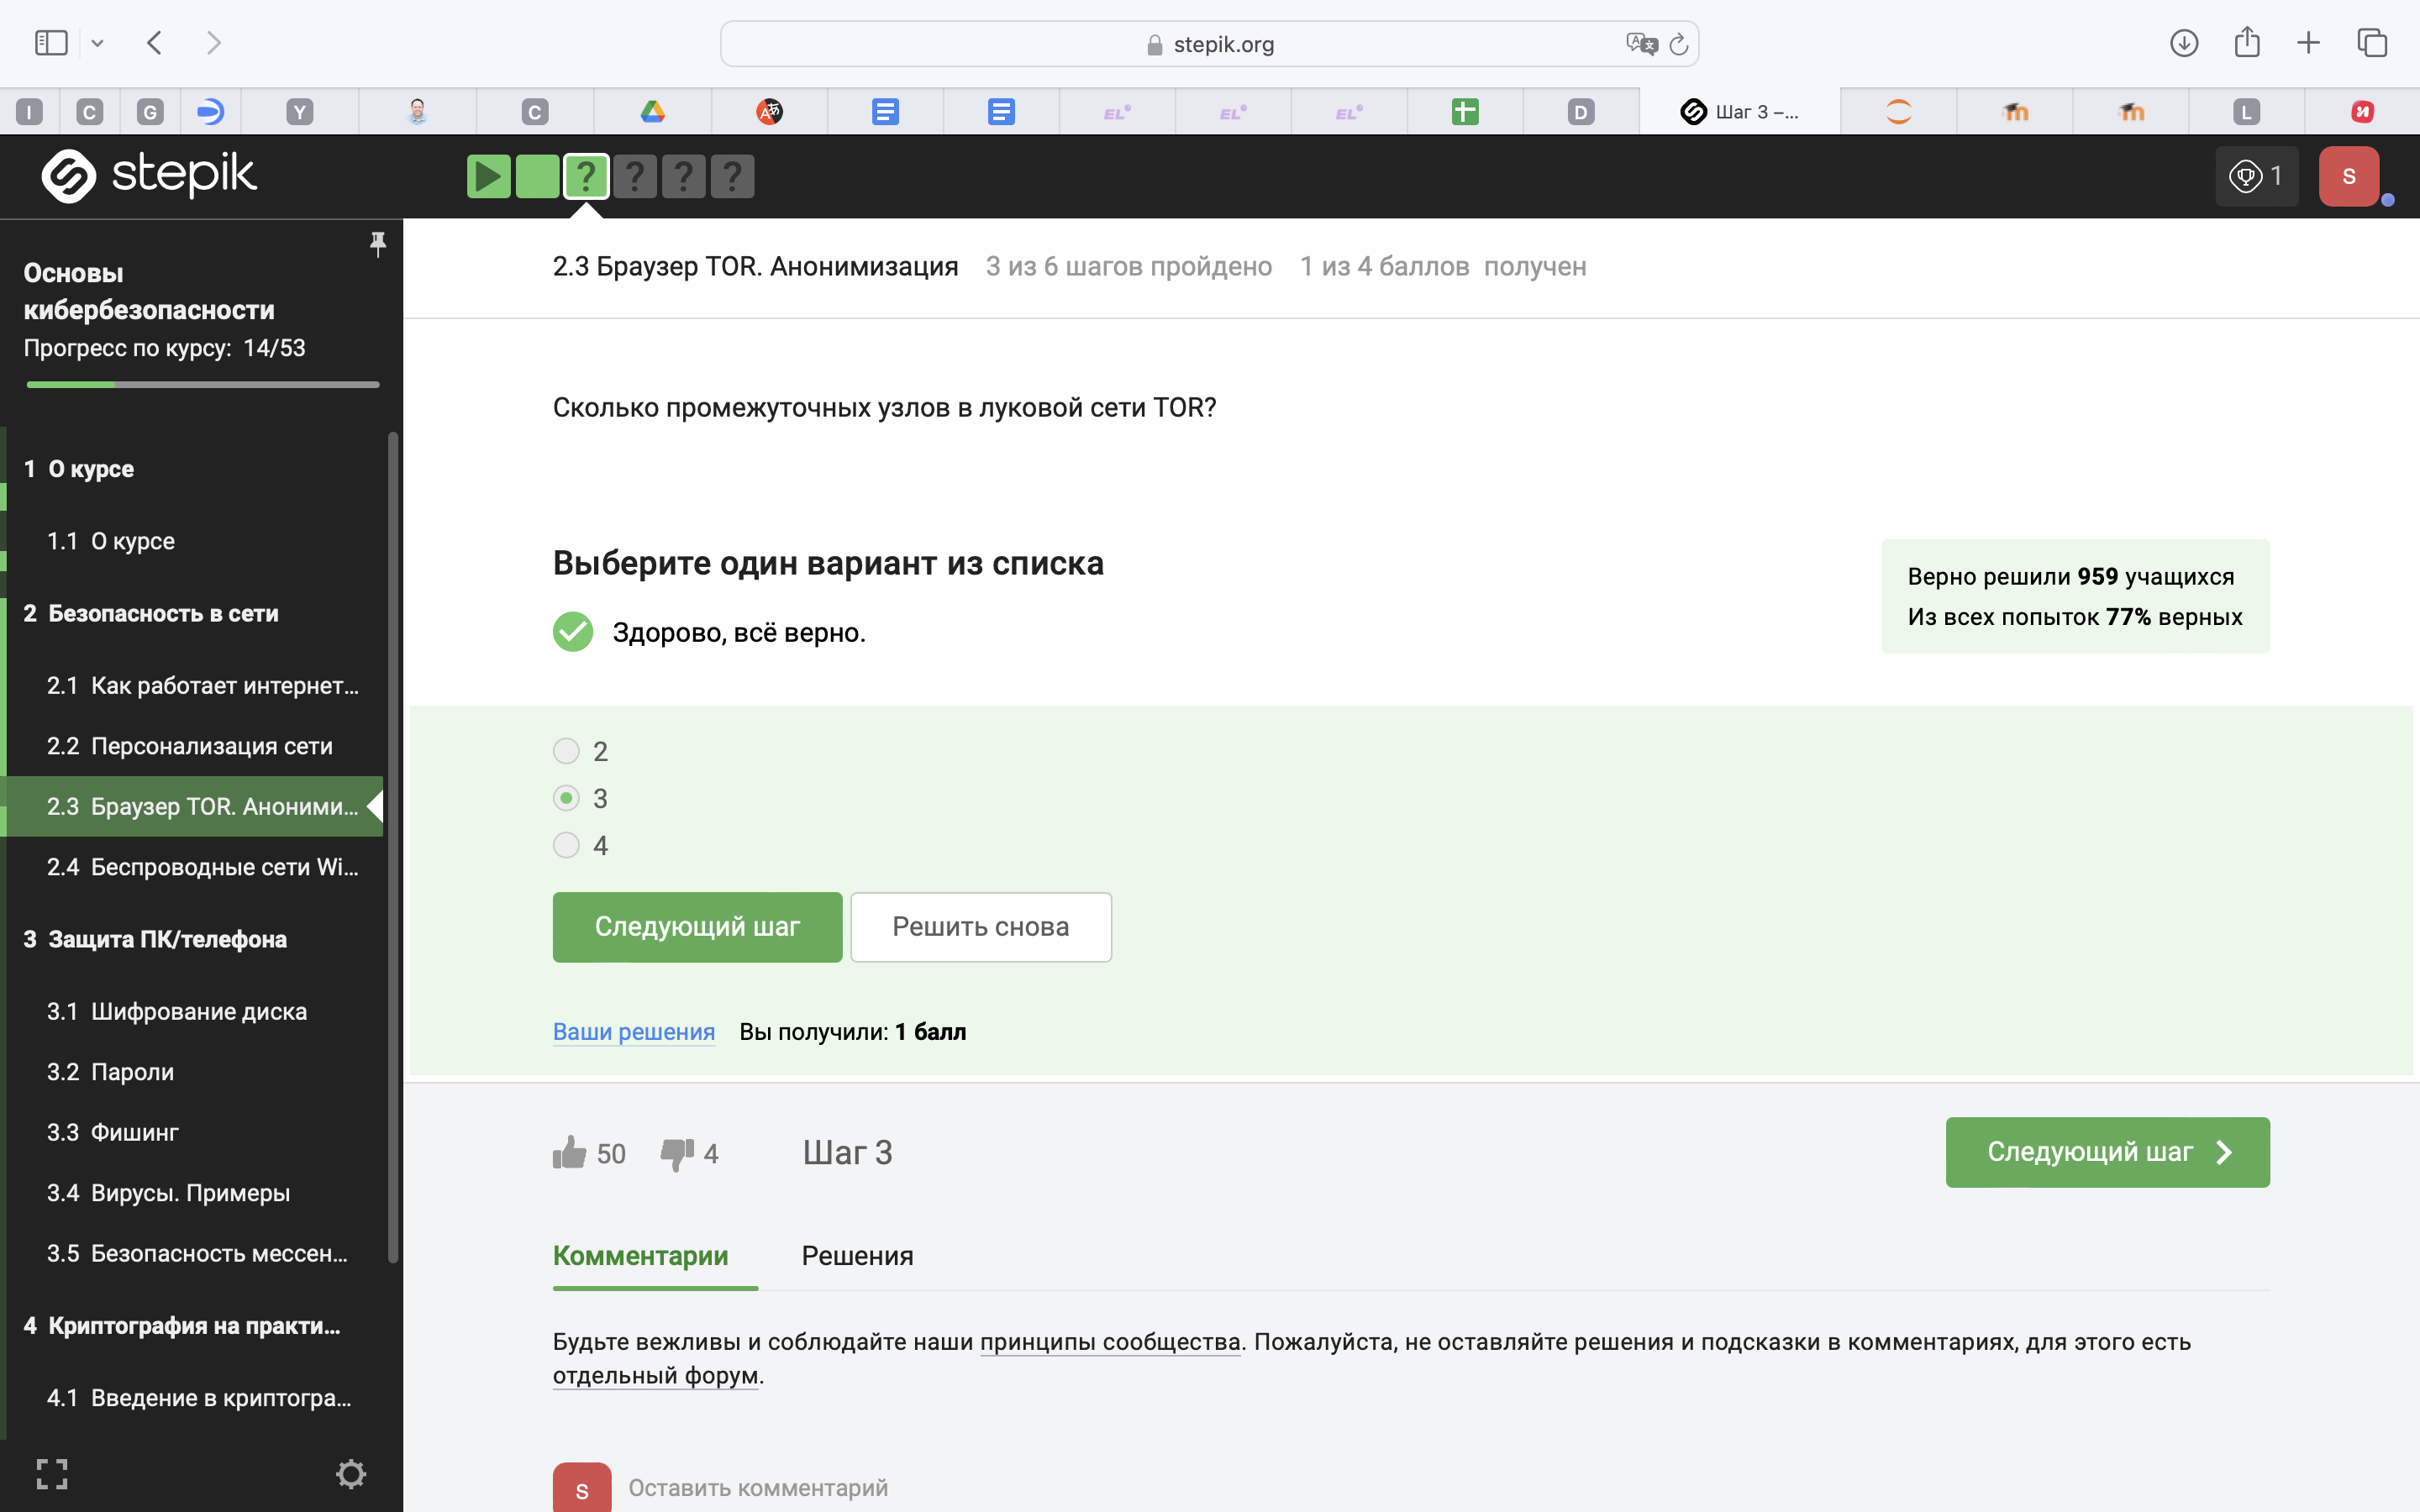 stepik.org
I
C
G
Y
C
EL
EL
EL
D
Шаг 3 –...
L
stepik
? ? ? ?
1
S
Основы
кибербезопасности
Прогресс по курсу: 14/53
1 О курсе
1.1 О курсе
2 Безопасность в сети
2.1 Как работает интернет...
2.2 Персонализация сети
2.3 Браузер TOR. Аноними...
2.4 Беспроводные сети Wi...
3 Защита ПК/телефона
3.1 Шифрование диска
3.2 Пароли
3.3 Фишинг
3.4 Вирусы. Примеры
3.5 Безопасность мессен...
4 Криптография на практи...
4.1 Введение в криптогра...
2.3 Браузер TOR. Анонимизация 3 из 6 шагов пройдено 1 из 4 баллов получен
Сколько промежуточных узлов в луковой сети TOR?
Выберите один вариант из списка
Здорово, всё верно.
Верно решили 959 учащихся
Из всех попыток 77% верных
2
3
4
Следующий шаг Решить снова
Ваши решения Вы получили: 1 балл
50 4 Шаг 3
Следующий шаг
Комментарии Решения
Будьте вежливы и соблюдайте наши принципы сообщества. Пожалуйста, не оставляйте решения и подсказки в комментариях, для этого есть
отдельный форум.
S Оставить комментарий